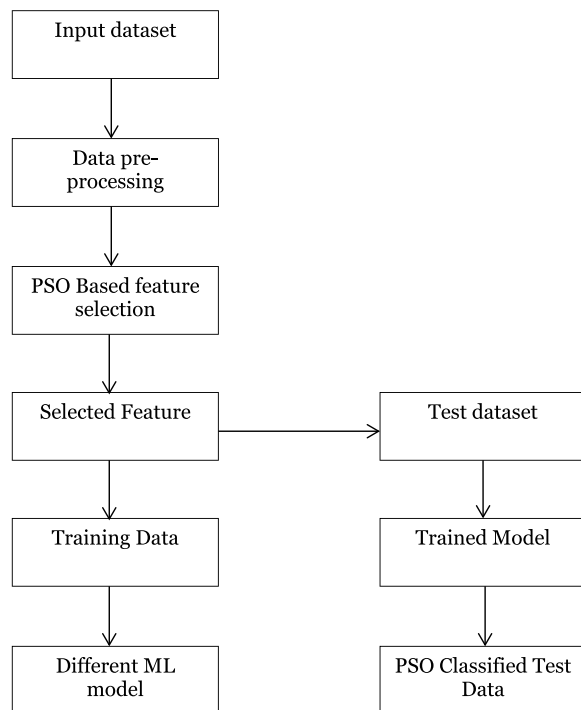 Input dataset
Data pre-
processing
PSO Based feature
selection
Selected Feature
Test dataset
Training Data
Trained Model
Different ML
model
PSO Classified Test
Data